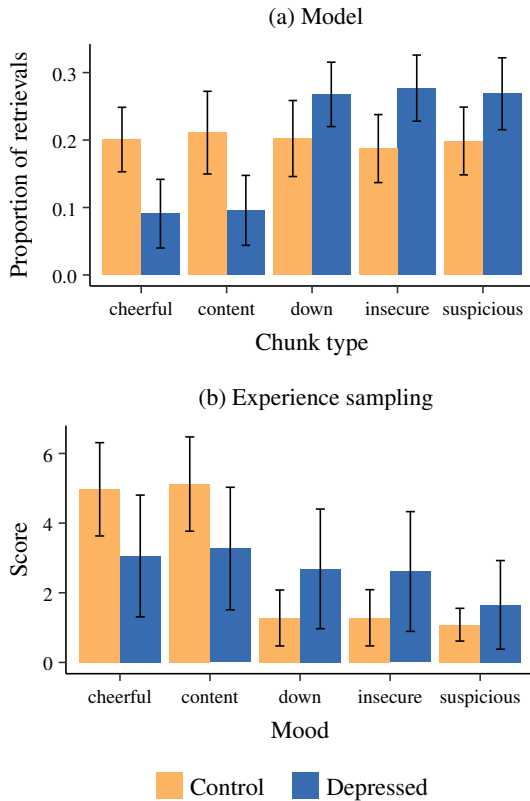 (a) Model
Proportion of retrievals
0.3
0.2
0.1
0.0
cheerful content down insecure suspicious
Chunk type
(b) Experience sampling
Score
6
4
2
0
cheerful content down insecure suspicious
Mood
Control Depressed